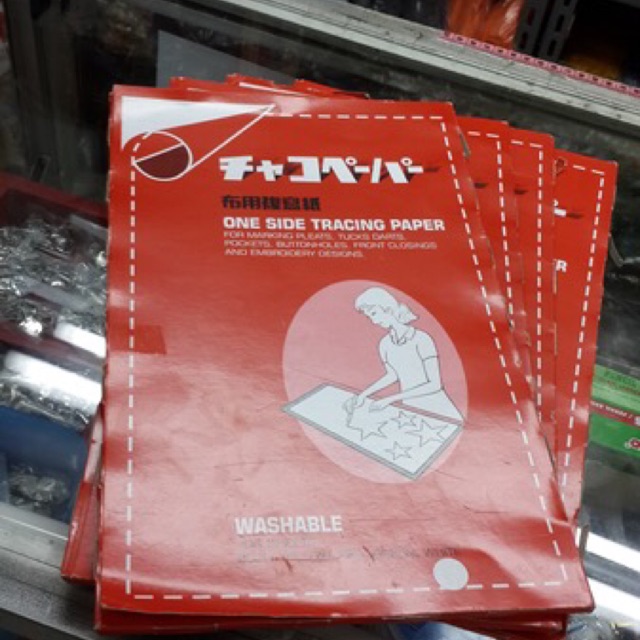 チャコペーパー
布用複寫紙
ONE SIDE TRACING PAPER
FOR MARKING PLEATS, TUCKS DARTS,
POCKETS, BUTTONHOLES, FRONT CLOSINGS
AND EMBROIDERY DESIGNS.
WASHABLE